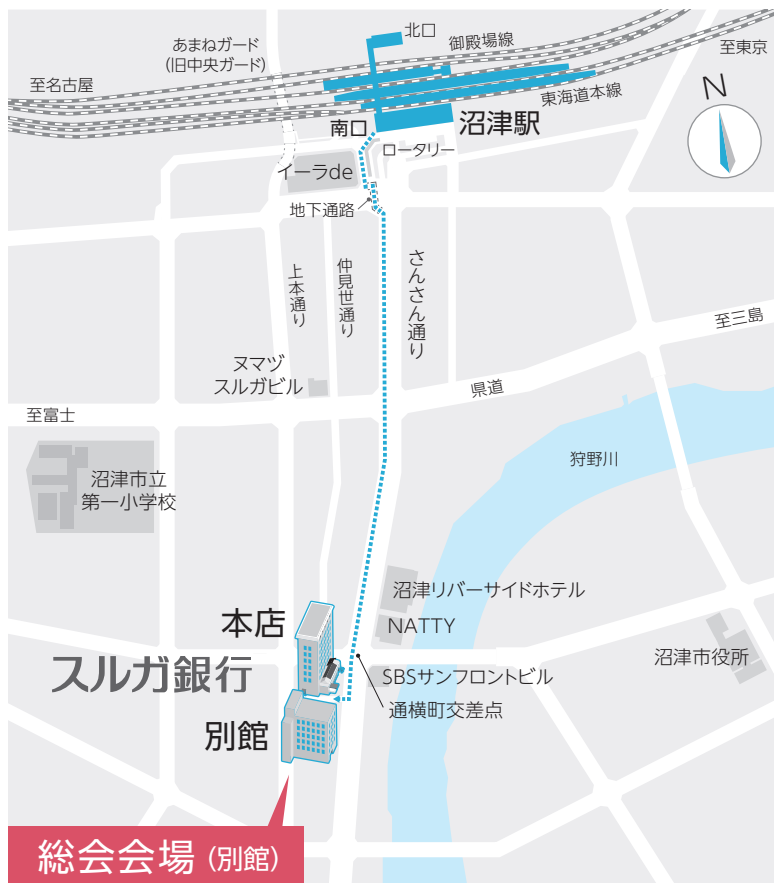 北口
あまねガード
(旧中央ガード)
御殿場線
至東京
至名古屋
東海道本線
N
南口
沼津駅
ロータリー
イーラde
地下通路
さんさん通り
仲見世通り
上本通り
至三島
ヌマヅ
スルガビル
県道
至富士
狩野川
沼津市立
第一小学校
沼津リバーサイドホテル
本店
NATTY
スルガ銀行
沼津市役所
SBSサンフロントビル
通横町交差点
別館
総会会場 (別館)